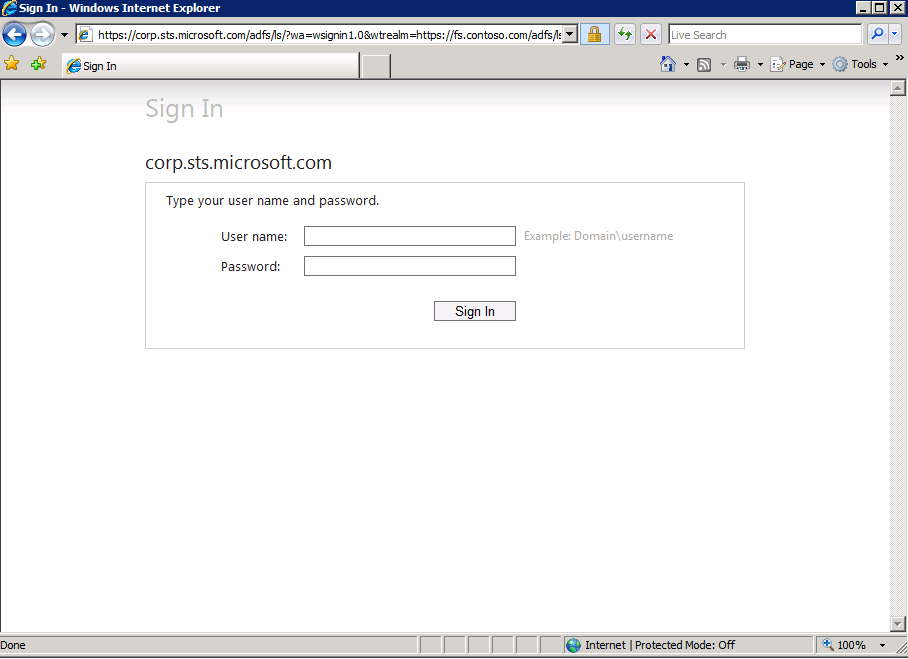 Sign In - Windows Internet Explorer
https://corp.sts.microsoft.com/adfs/ls/?wa=wsignin1.0&wtrealm=https://fs.contoso.com/adfs/ls
Live Search
Sign In
Page
Tools
Sign In
corp.sts.microsoft.com
Type your user name and password.
User name:
Example: Domain\username
Password:
Sign In
Done
Internet | Protected Mode: Off
100%